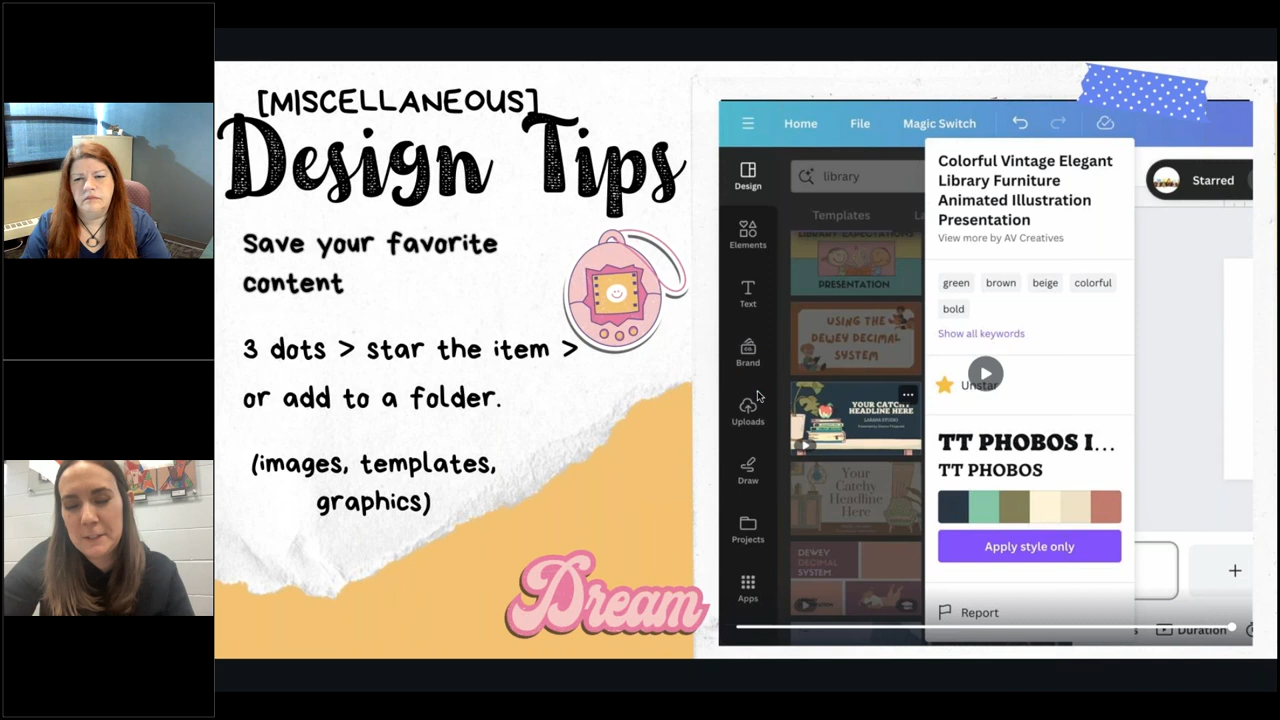 [MISCELLANEOUS]
Design Tips
Save your favorite
content
3 dots > star the item >
or add to a folder.
(images, templates,
graphics)
Dream
Home File Magic Switch
Design
Elements
Text
Brand
Uploads
Draw
Projects
Apps
library
Templates
LIBRARY EXPECTATIONS
PRESENTATION
USING THE
DEWEY DECIMAL
SYSTEM
YOUR CATCHY
HEADLINE HERE
Your
Catchy
Headline
Here
DEWEY
DECIMAL
SYSTEM
Colorful Vintage Elegant
Library Furniture
Animated Illustration
Presentation
View more by AV Creatives
green brown beige colorful
bold
Show all keywords
Unstar
TT PHOBOS I...
TT PHOBOS
Apply style only
Report
Starred
Duration